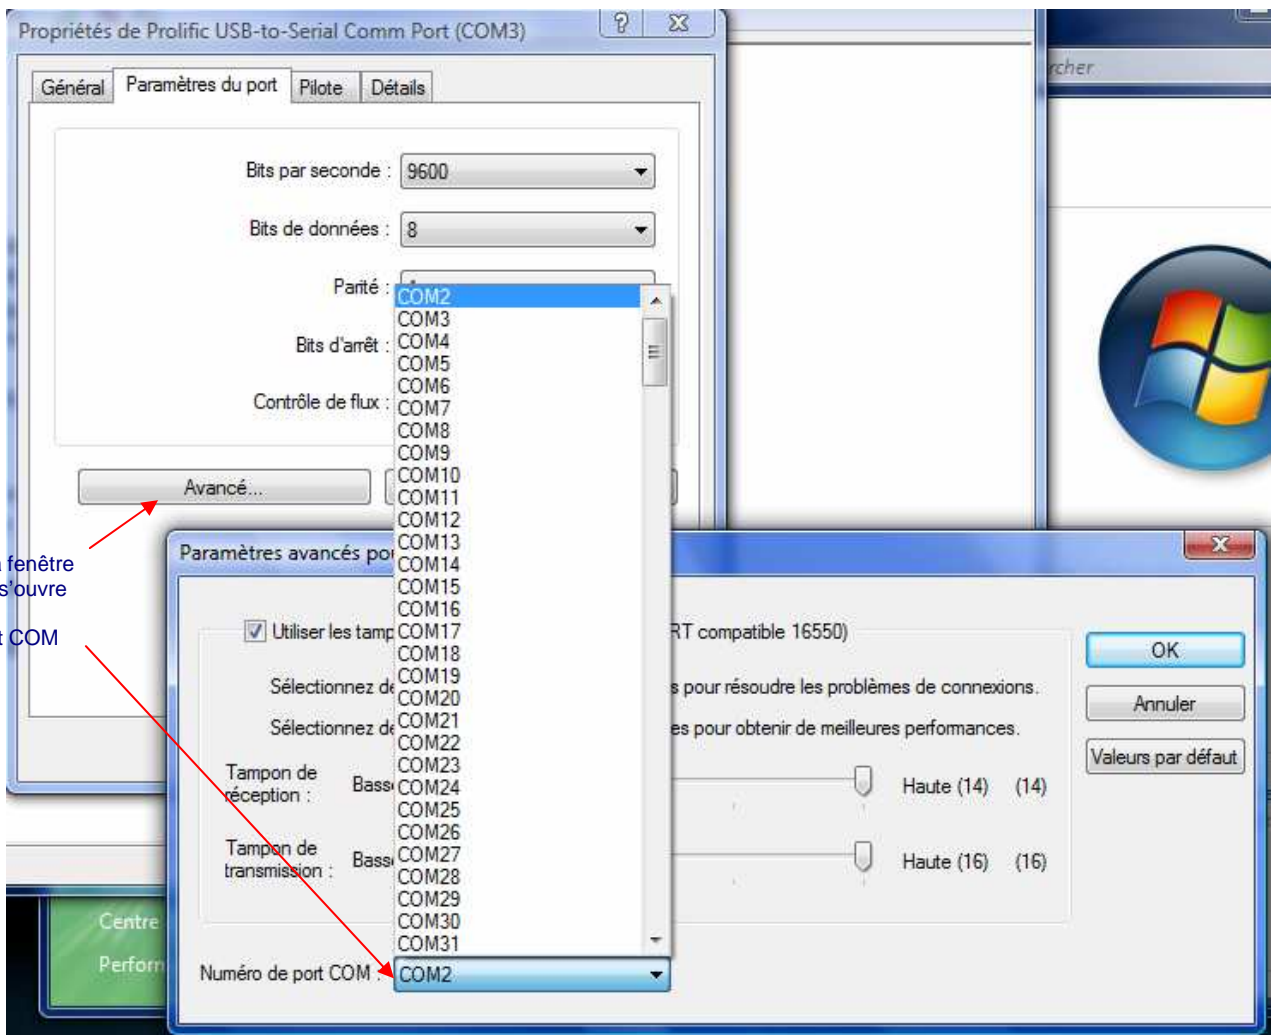 Propriétés de Prolific USB-to-Serial Comm Port (COM3)
rcher
Général Paramètres du port Pilote Détails
Bits par seconde : 9600
Bits de données : 8
Parité :
Bits d'arrêt :
Contrôle de flux :
COM2
COM3
COM4
COM5
COM6
COM7
COM8
COM9
COM10
COM11
COM12
COM13
COM14
COM15
COM16
COM17
COM18
COM19
COM20
COM21
COM22
COM23
COM24
COM25
COM26
COM27
COM28
COM29
COM30
COM31
Avancé...
fenêtre
s'ouvre
COM
Paramètres avancés po
Utiliser les tamp RT compatible 16550)
Sélectionnez de s pour résoudre les problèmes de connexions.
Sélectionnez de es pour obtenir de meilleures performances.
Tampon de
réception : Bass Haute (14) (14)
Tampon de
transmission : Bass Haute (16) (16)
Numéro de port COM : COM2
OK
Annuler
Valeurs par défaut
Centre
Perform